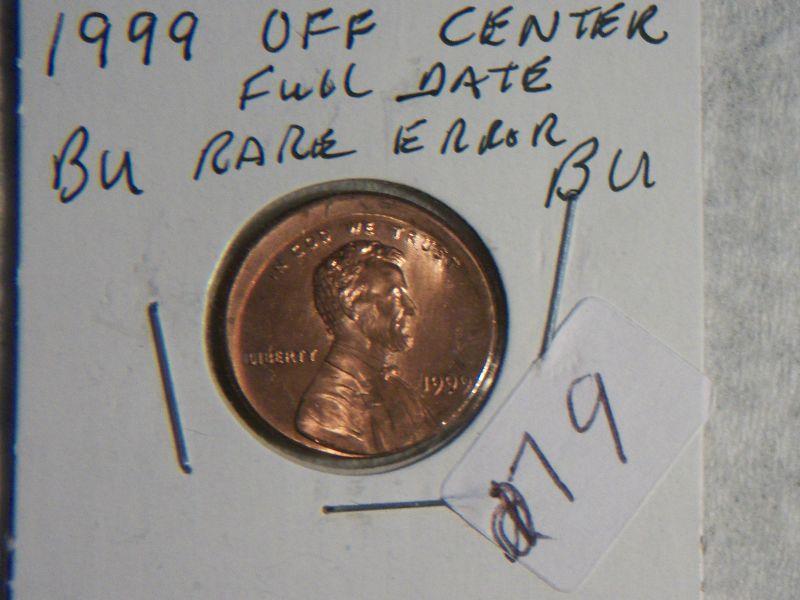 1999 OFF CENTER
FULL DATE
BU RARE ERROR BU
IN GOD WE TRUST
LIBERTY
1999
79